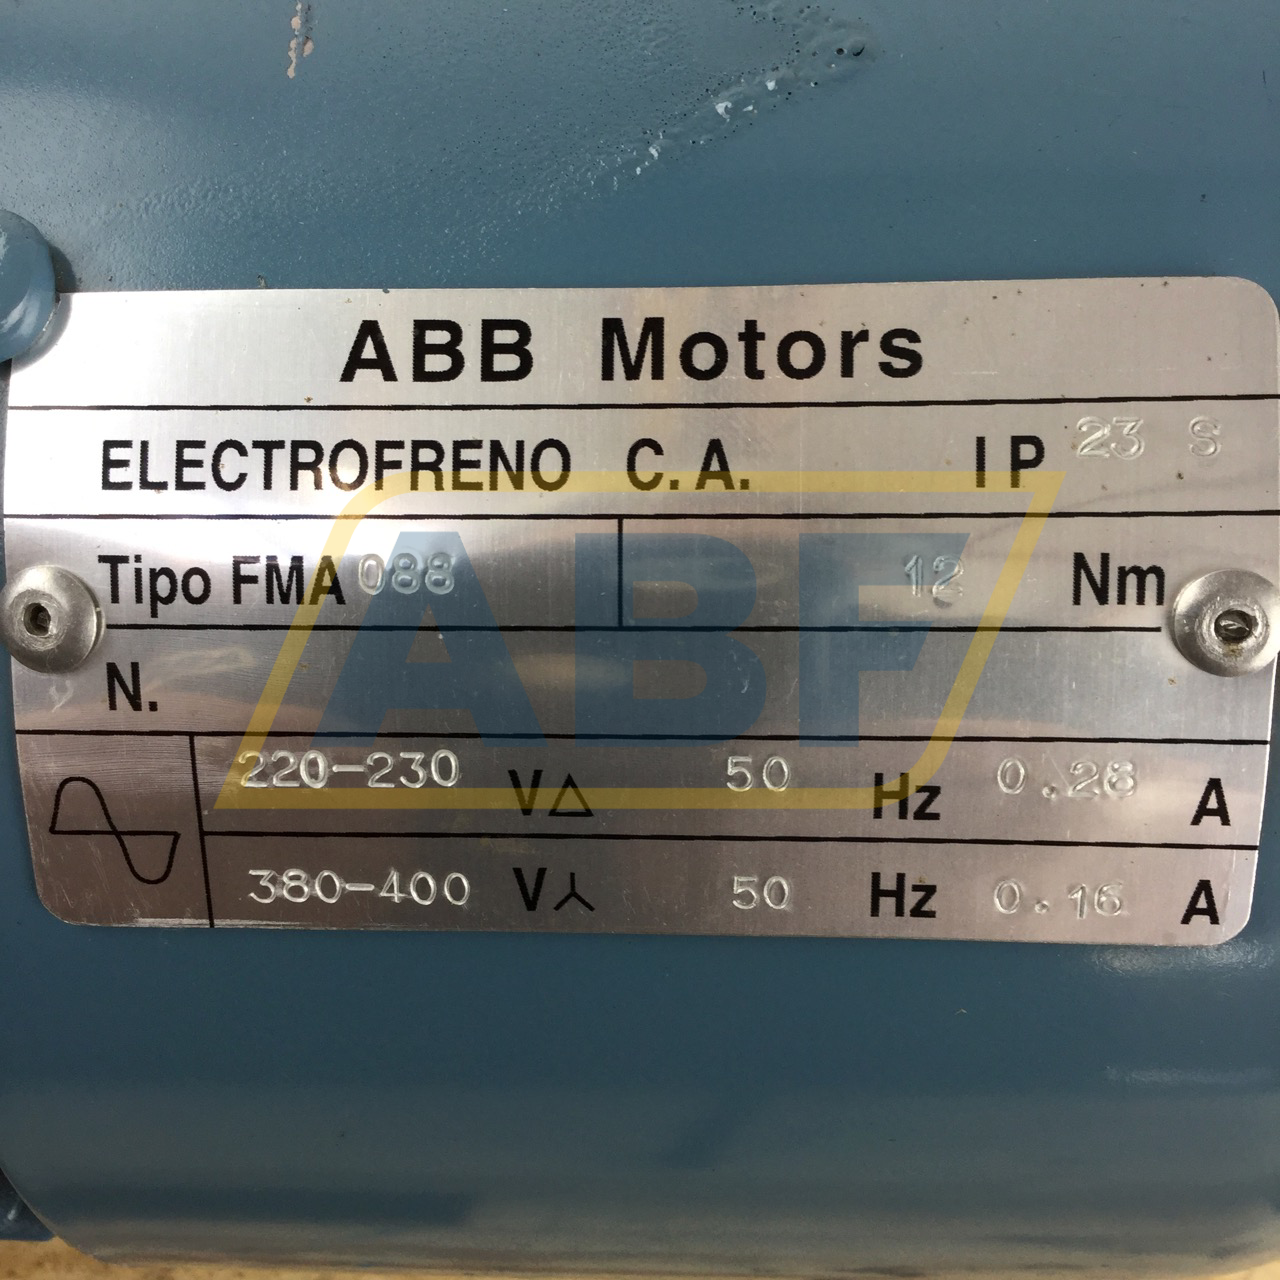 ABB Motors
ELECTROFRENO C.A. IP 23 S
Tipo FMA 088 12 Nm
N.
220-230 V△ 50 Hz 0.28 A
380-400 V⅄ 50 Hz 0.16 A
ABF